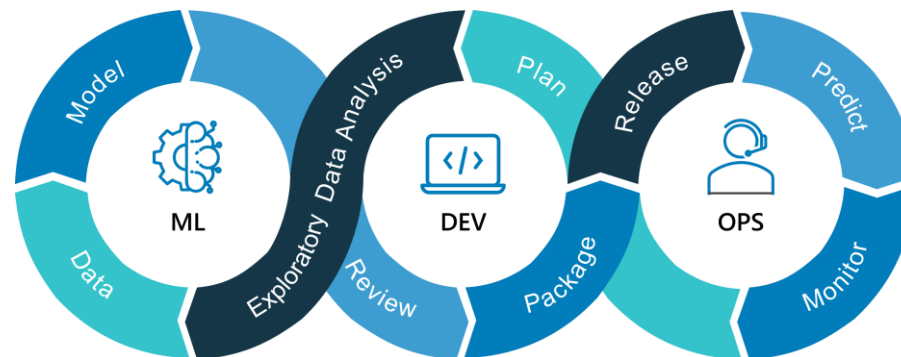 Model
Data
ML
Exploratory Data Analysis
Review
DEV
Plan
Package
Release
OPS
Predict
Monitor